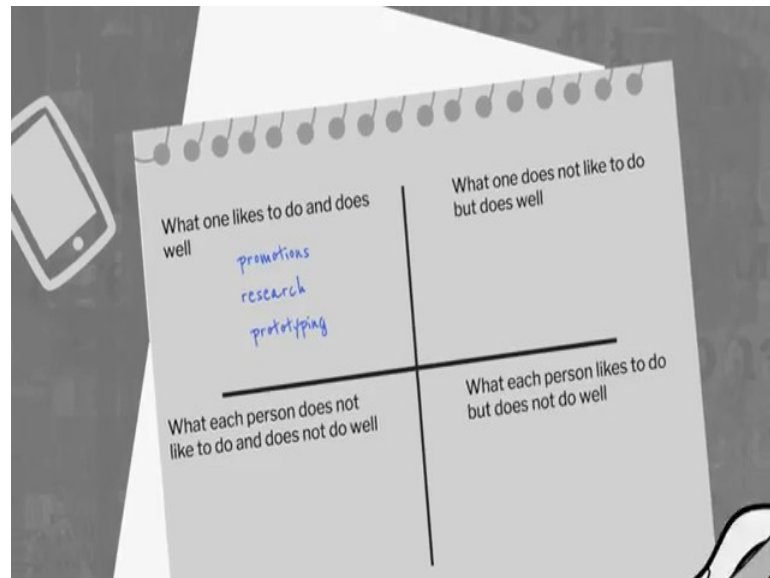 What one likes to do and does
well
promotions
research
prototyping
What one does not like to do
but does well
What each person does not
like to do and does not do well
What each person likes to do
but does not do well